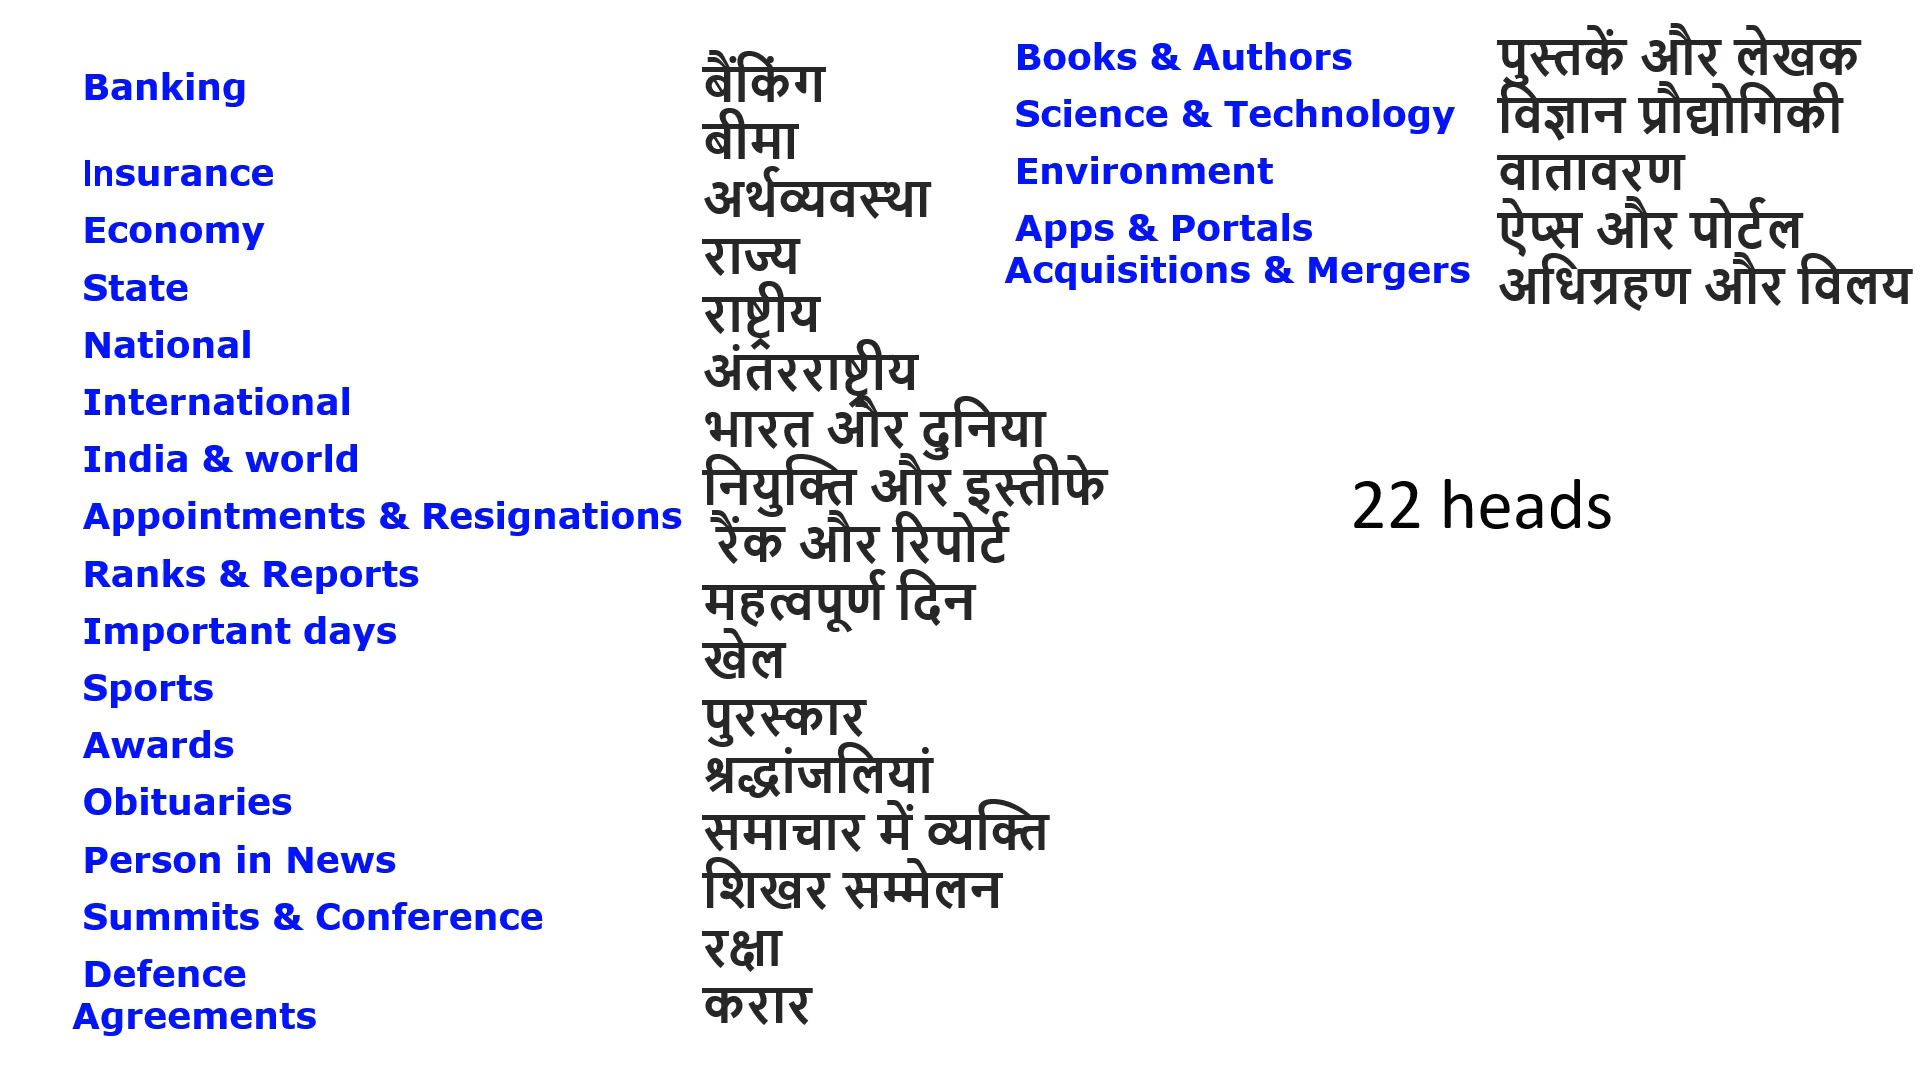 Banking
Insurance
Economy
State
National
International
India & world
Appointments & Resignations
Ranks & Reports
Important days
Sports
Awards
Obituaries
Person in News
Summits & Conference
Defence
Agreements
बैंकिंग
बीमा
अर्थव्यवस्था
राज्य
राष्ट्रीय
अंतरराष्ट्रीय
भारत और दुनिया
नियुक्ति और इस्तीफे
रैंक और रिपोर्ट
महत्वपूर्ण दिन
खेल
पुरस्कार
श्रद्धांजलियां
समाचार में व्यक्ति
शिखर सम्मेलन
रक्षा
करार
Books & Authors
Science & Technology
Environment
Apps & Portals
Acquisitions & Mergers
पुस्तकें और लेखक
विज्ञान प्रौद्योगिकी
वातावरण
ऐप्स और पोर्टल
अधिग्रहण और विलय
22 heads